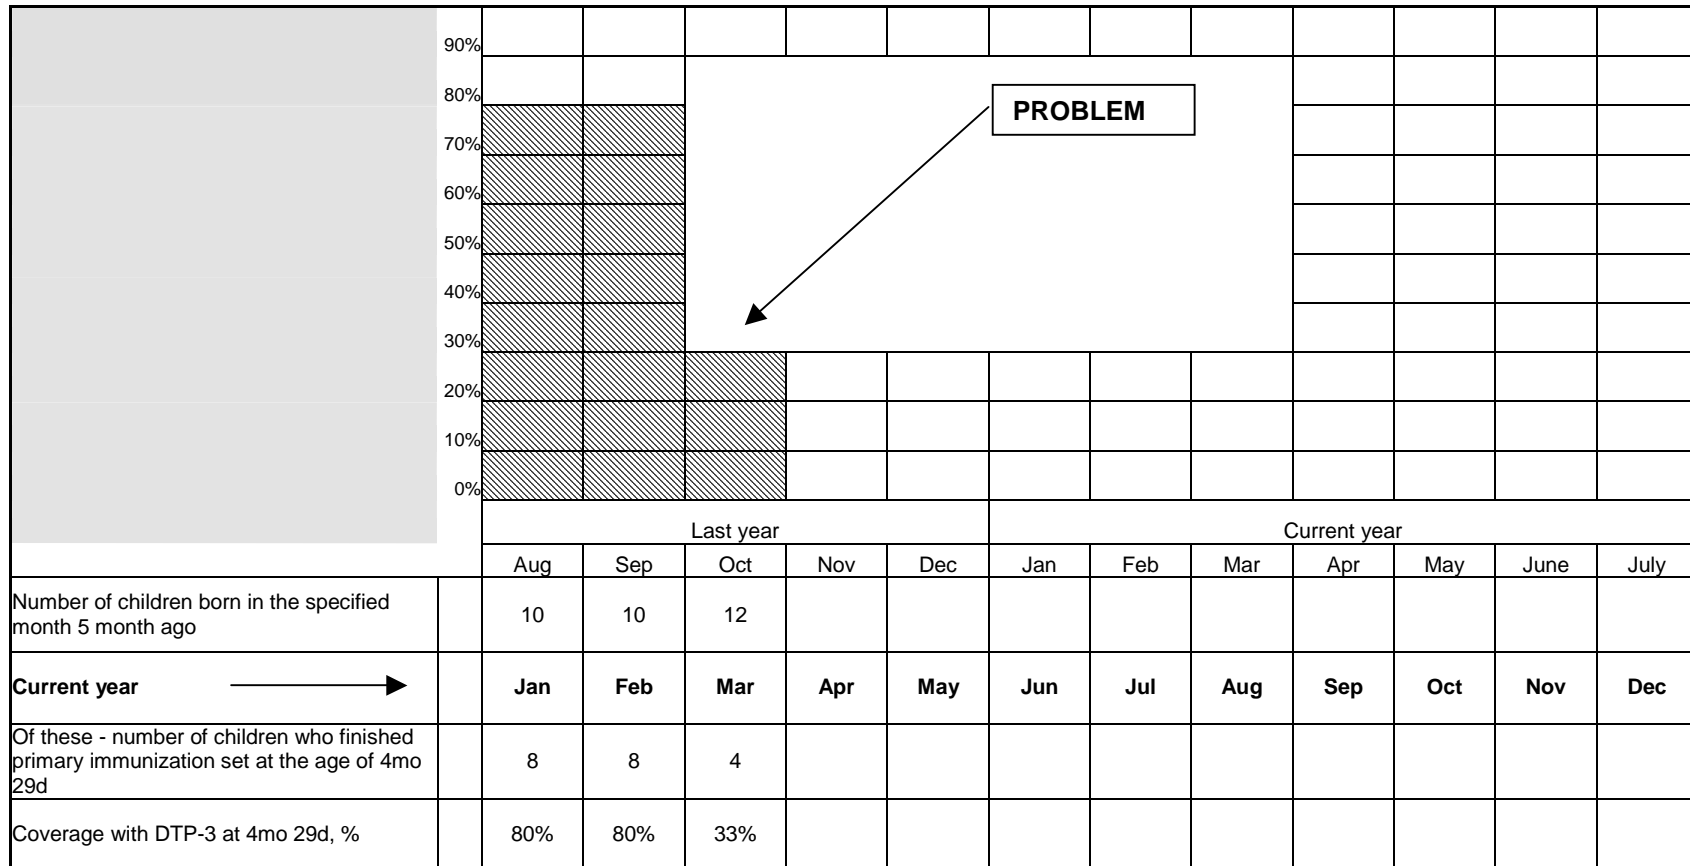 90%
80%
PROBLEM
70%
60%
50%
40%
30%
20%
10%
0%
Last year Current year
Aug Sep Oct Nov Dec Jan Feb Mar Apr May June July
Number of children born in the specified
month 5 month ago
10 10 12
Current year Jan Feb Mar Apr May Jun Jul Aug Sep Oct Nov Dec
Of these - number of children who finished
primary immunization set at the age of 4mo
29d
8 8 4
Coverage with DTP-3 at 4mo 29d, % 80% 80% 33%